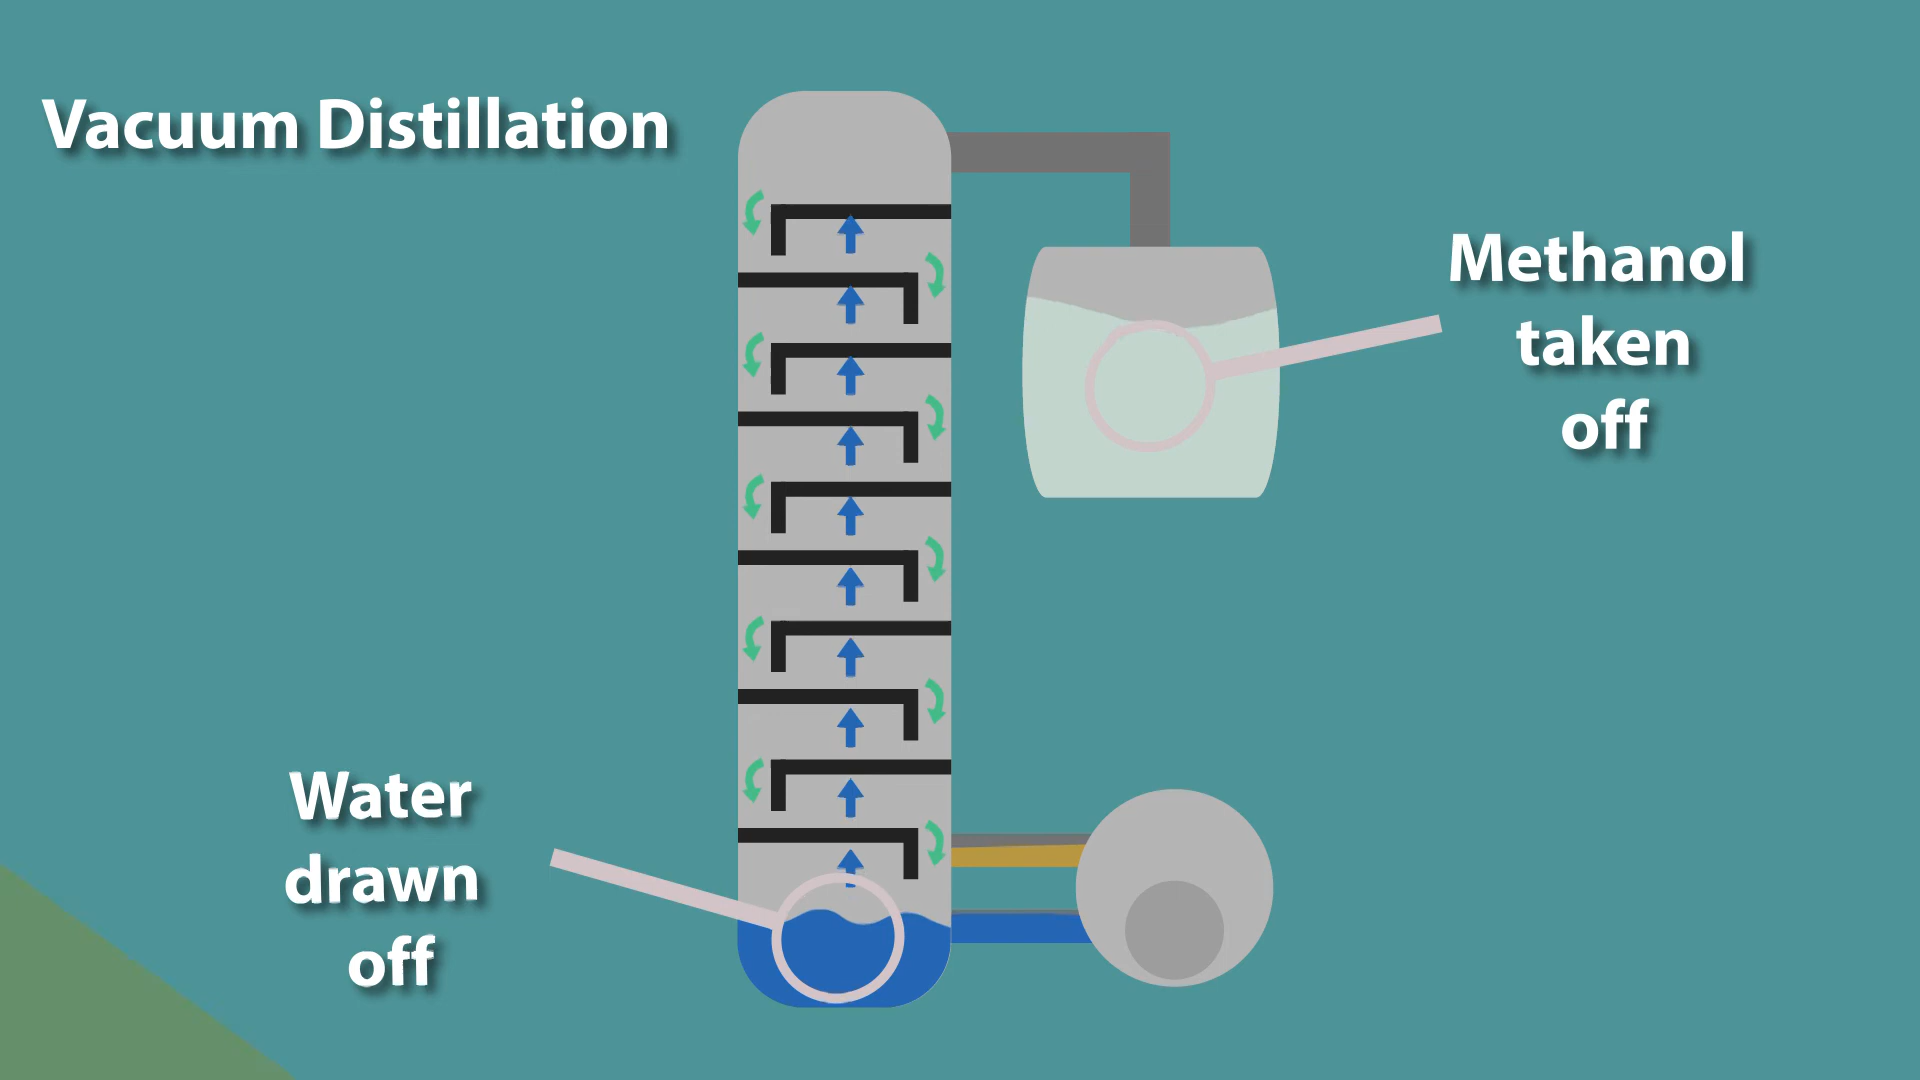 Vacuum Distillation
Methanol
taken
off
Water
drawn
off